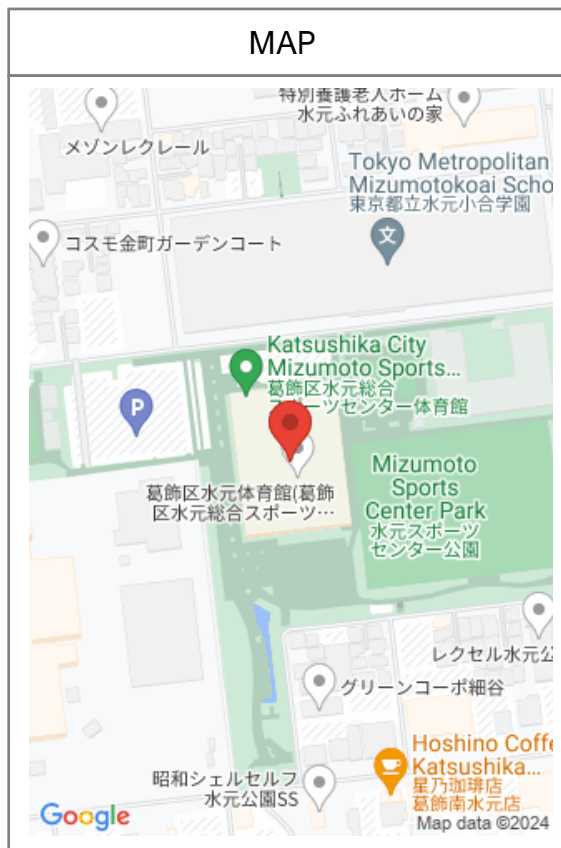 MAP
特別養護老人ホーム
水元ふれあいの家
メゾンレクレール
Tokyo Metropolitan
Mizumotokoai Scho
東京都立水元小合学園
文
コスモ金町ガーデンコート
Katsushika City
Mizumoto Sports...
葛飾区水元総合
スポーツセンター体育館
P
葛飾区水元体育館(葛飾
区水元総合スポーツ…
Mizumoto
Sports
Center Park
水元スポーツ
センター公園
レクセル水元公
グリーンコーポ細谷
Hoshino Coffe
Katsushika...
星乃珈琲店
葛飾南水元店
昭和シェルセルフ
水元公園SS
Google
Map data ©2024